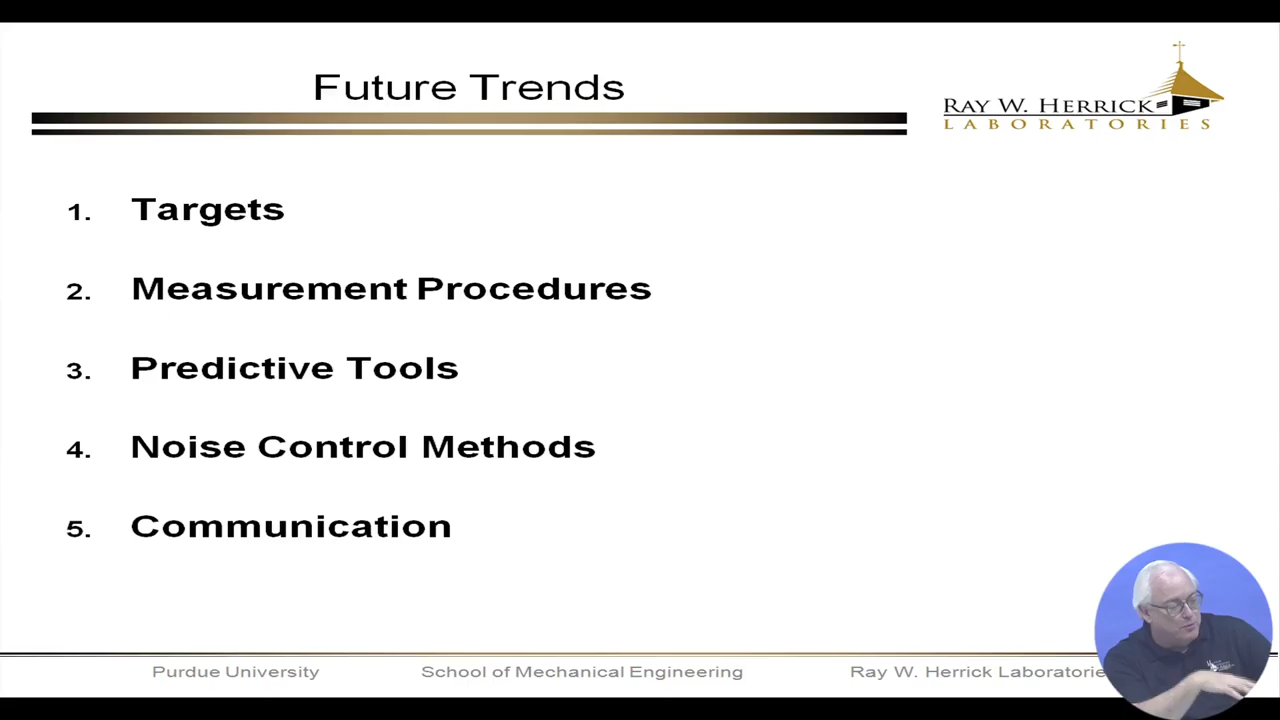 Future Trends
RAY W. HERRICK
LABORATORIES
1. Targets
2. Measurement Procedures
3. Predictive Tools
4. Noise Control Methods
5. Communication
Purdue University School of Mechanical Engineering Ray W. Herrick